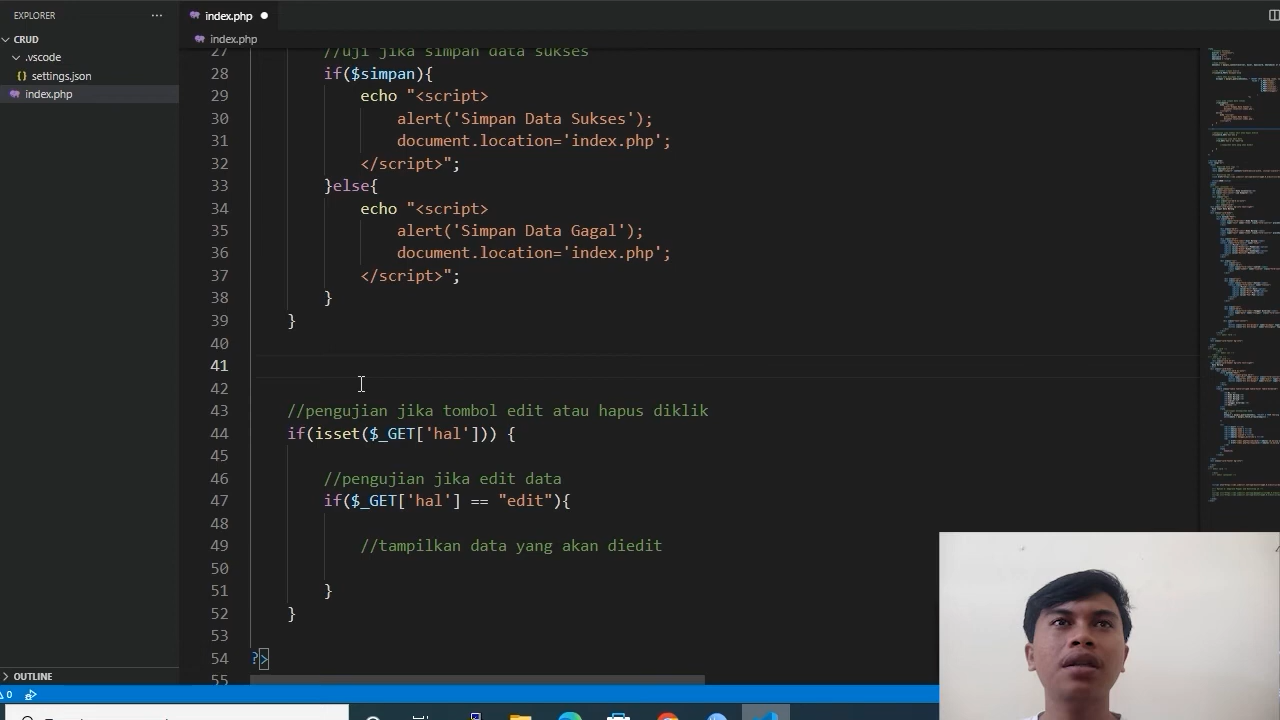 EXPLORER
CRUD
.vscode
{} settings.json
index.php
index.php
index.php
27 //uji jika simpan data sukses
28 if($simpan){
29 echo "<script>
30 alert('Simpan Data Sukses');
31 document.location='index.php';
32 </script>";
33 }else{
34 echo "<script>
35 alert('Simpan Data Gagal');
36 document.location='index.php';
37 </script>";
38 }
39 }
40
41
42
43 //pengujian jika tombol edit atau hapus diklik
44 if(isset($_GET['hal'])) {
45
46 //pengujian jika edit data
47 if($_GET['hal'] == "edit"){
48
49 //tampilkan data yang akan diedit
50
51 }
52 }
53
54 ?>
55
OUTLINE
0